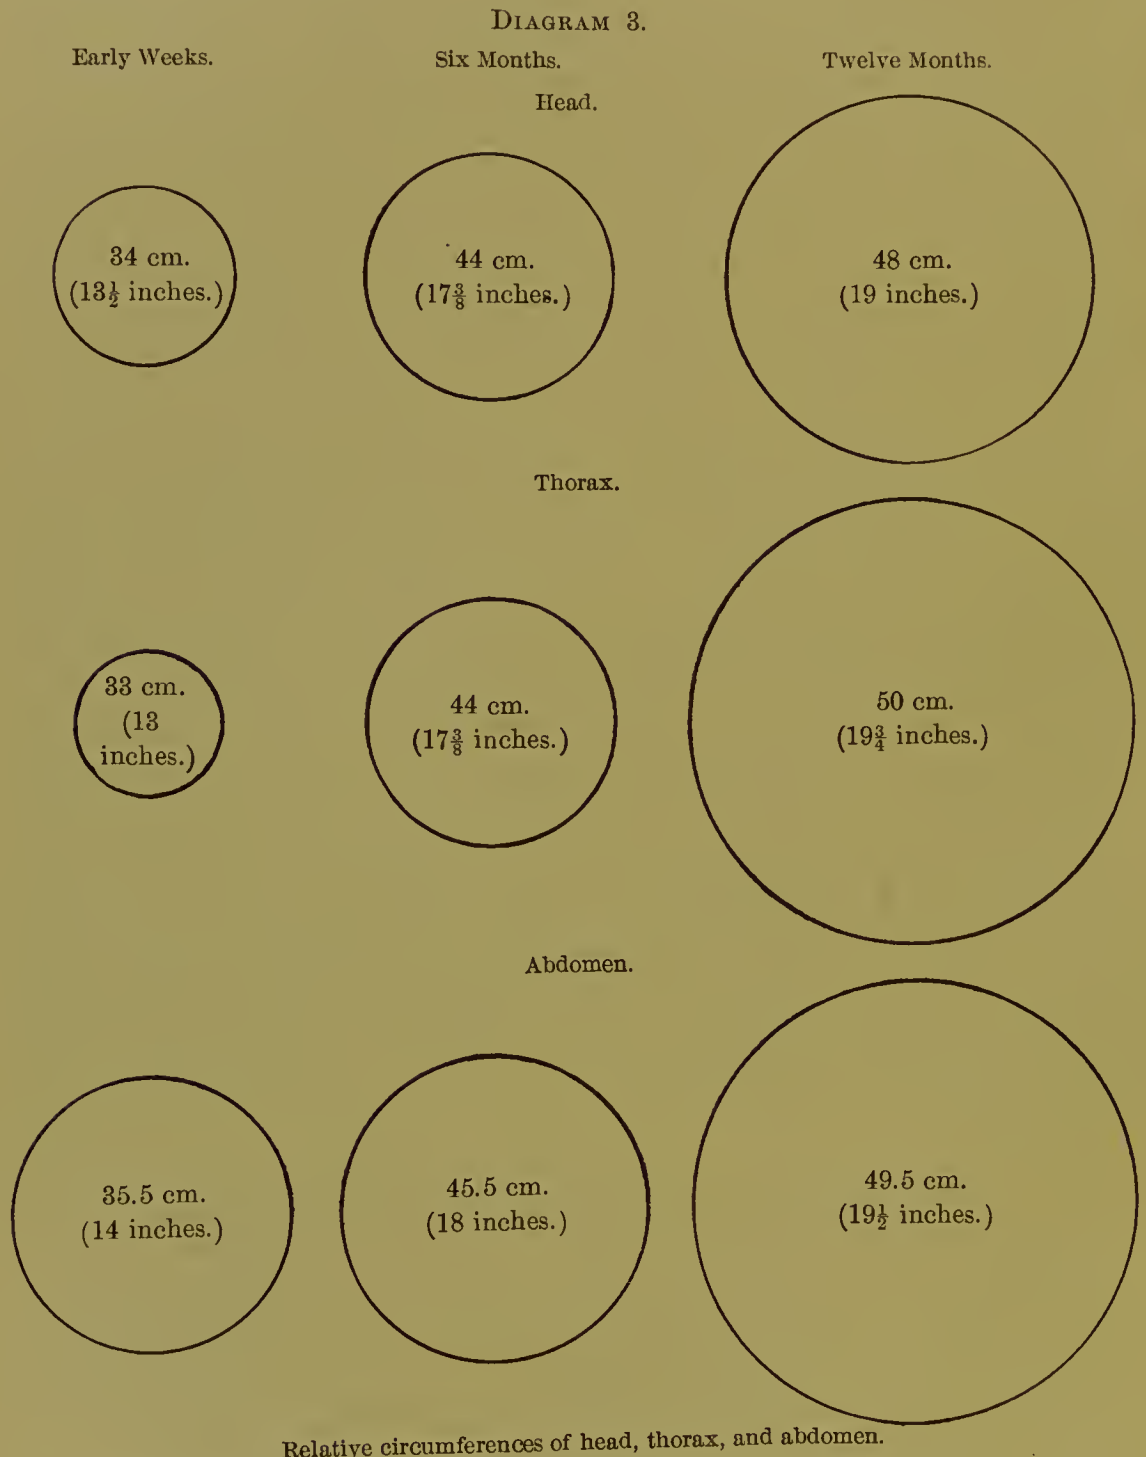 DIAGRAM 3.
Early Weeks. Six Months. Twelve Months.
Head.
34 cm.
(13½ inches.)
44 cm.
(17⅜ inches.)
48 cm.
(19 inches.)
Thorax.
33 cm.
(13
inches.)
44 cm.
(17⅜ inches.)
50 cm.
(19¾ inches.)
Abdomen.
35.5 cm.
(14 inches.)
45.5 cm.
(18 inches.)
49.5 cm.
(19½ inches.)
Relative circumferences of head, thorax, and abdomen.